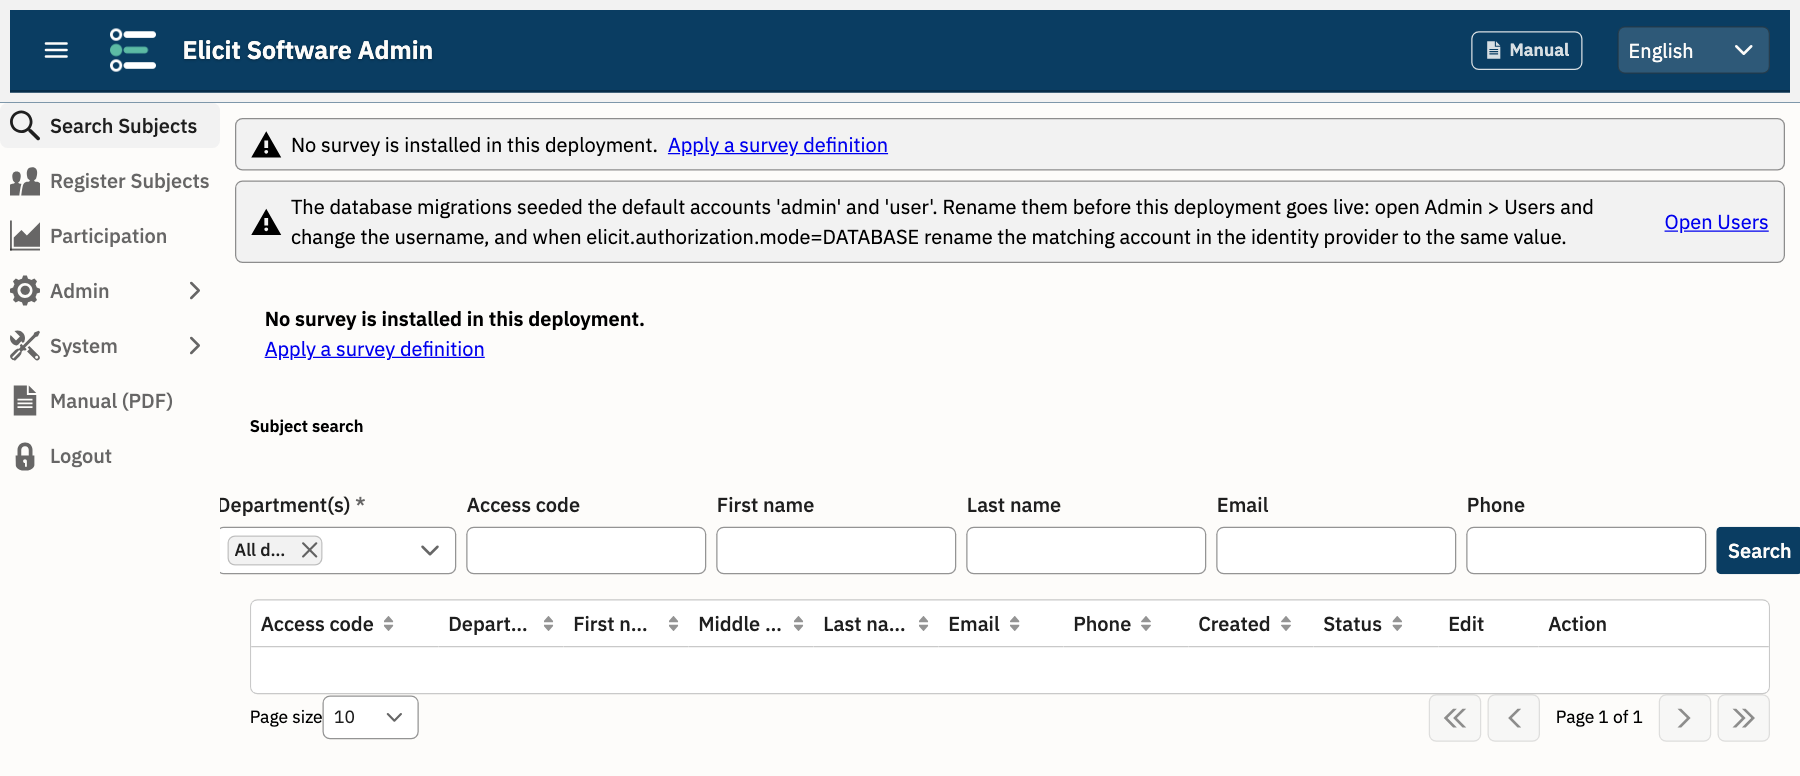 Elicit Software Admin
Manual
English
Search Subjects
Register Subjects
Participation
Admin
System
Manual (PDF)
Logout
No survey is installed in this deployment. Apply a survey definition
The database migrations seeded the default accounts 'admin' and 'user'. Rename them before this deployment goes live: open Admin > Users and
change the username, and when elicit.authorization.mode=DATABASE rename the matching account in the identity provider to the same value.
Open Users
No survey is installed in this deployment.
Apply a survey definition
Subject search
Department(s) * Access code First name Last name Email Phone
All d... Search
Access code Depart... First n... Middle ... Last na... Email Phone Created Status Edit Action
Page size 10 Page 1 of 1